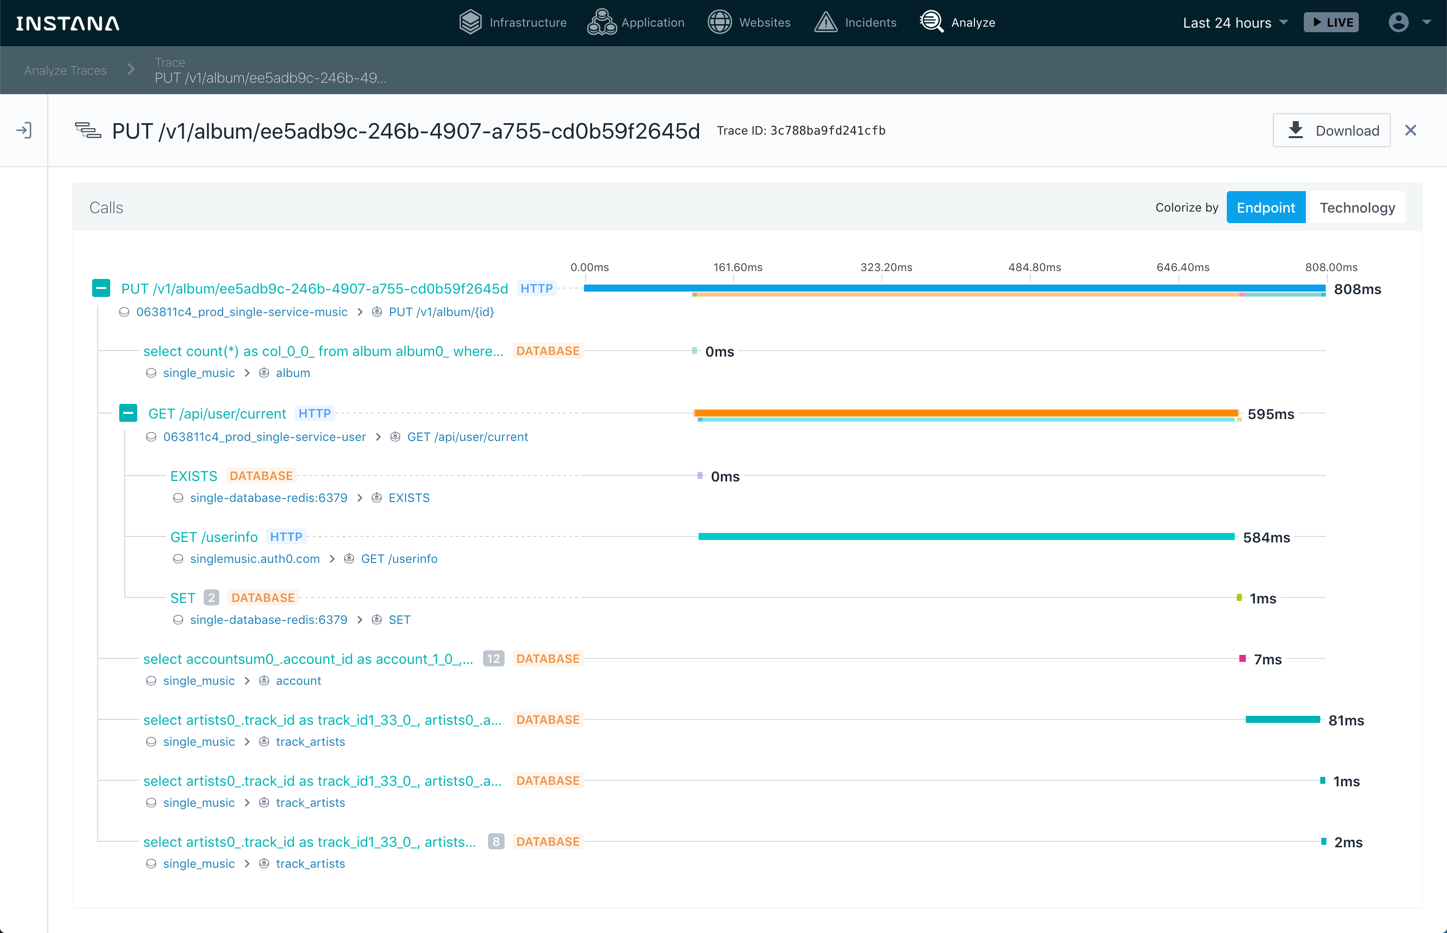 INSTANA
Infrastructure
Application
Websites
Incidents
Analyze
Last 24 hours
LIVE
Analyze Traces
Trace
PUT /v1/album/ee5adb9c-246b-49...
PUT /v1/album/ee5adb9c-246b-4907-a755-cd0b59f2645d
Trace ID: 3c788ba9fd241cfb
Download
Calls
Colorize by
Endpoint
Technology
0.00ms 161.60ms 323.20ms 484.80ms 646.40ms 808.00ms
PUT /v1/album/ee5adb9c-246b-4907-a755-cd0b59f2645d HTTP 808ms
063811c4_prod_single-service-music PUT /v1/album/{id}
select count(*) as col_0_0_ from album album0_ where... DATABASE 0ms
single_music album
GET /api/user/current HTTP 595ms
063811c4_prod_single-service-user GET /api/user/current
EXISTS DATABASE 0ms
single-database-redis:6379 EXISTS
GET /userinfo HTTP 584ms
singlemusic.auth0.com GET /userinfo
SET 2 DATABASE 1ms
single-database-redis:6379 SET
select accountsum0_.account_id as account_1_0_,... 12 DATABASE 7ms
single_music account
select artists0_.track_id as track_id1_33_0_, artists0_.a... DATABASE 81ms
single_music track_artists
select artists0_.track_id as track_id1_33_0_, artists0_.a... DATABASE 1ms
single_music track_artists
select artists0_.track_id as track_id1_33_0_, artists... 8 DATABASE 2ms
single_music track_artists